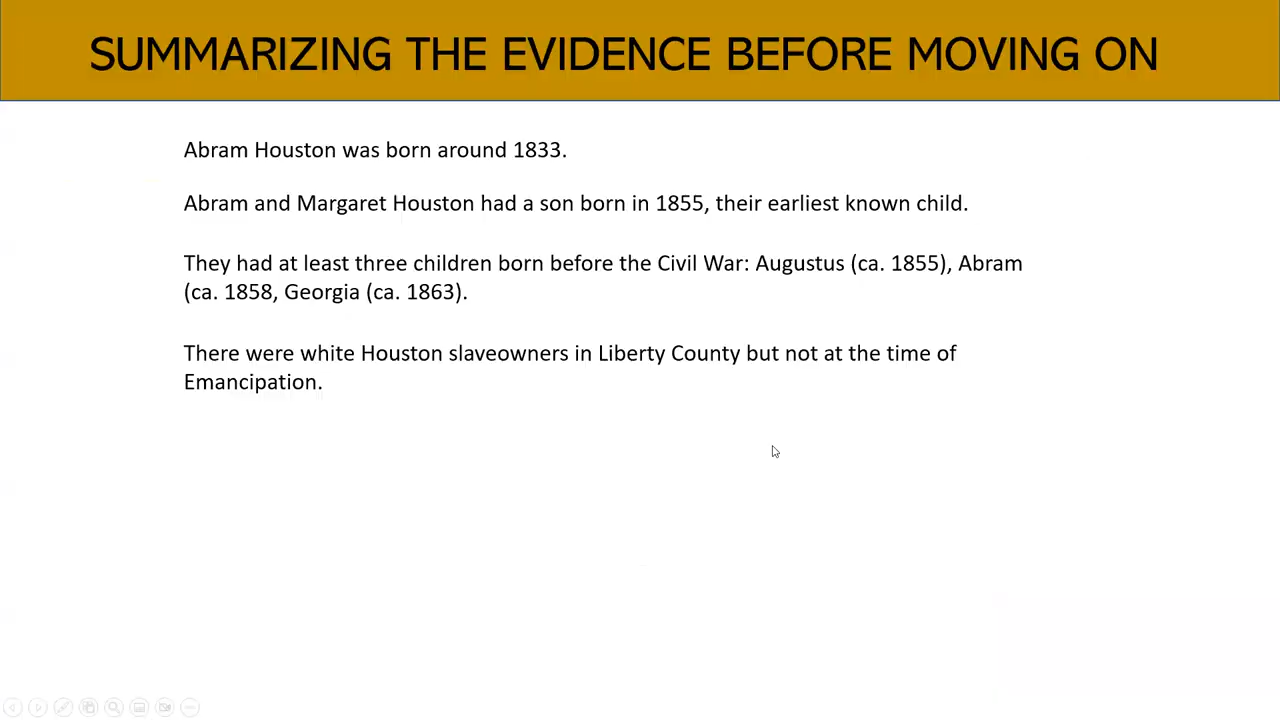 SUMMARIZING THE EVIDENCE BEFORE MOVING ON
Abram Houston was born around 1833.
Abram and Margaret Houston had a son born in 1855, their earliest known child.
They had at least three children born before the Civil War: Augustus (ca. 1855), Abram
(ca. 1858, Georgia (ca. 1863).
There were white Houston slaveowners in Liberty County but not at the time of
Emancipation.